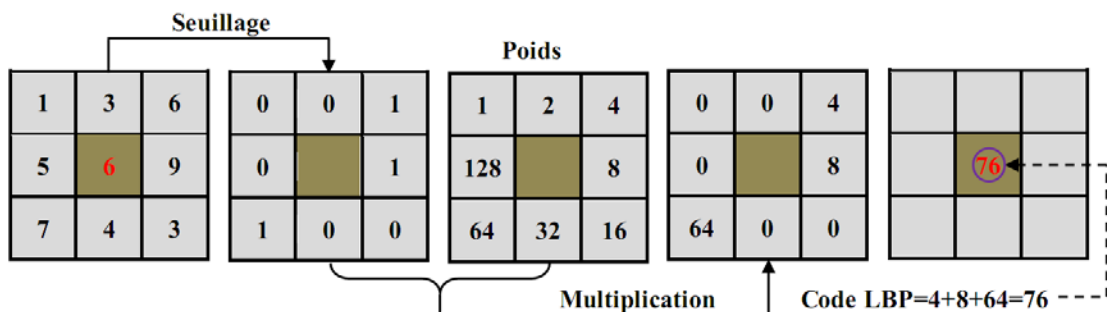 Seuillage
Poids
1 3 6 0 0 1 1 2 4 0 0 4
5 6 9 0 1 128 8 0 8 76
7 4 3 1 0 0 64 32 16 64 0 0
Multiplication Code LBP=4+8+64=76